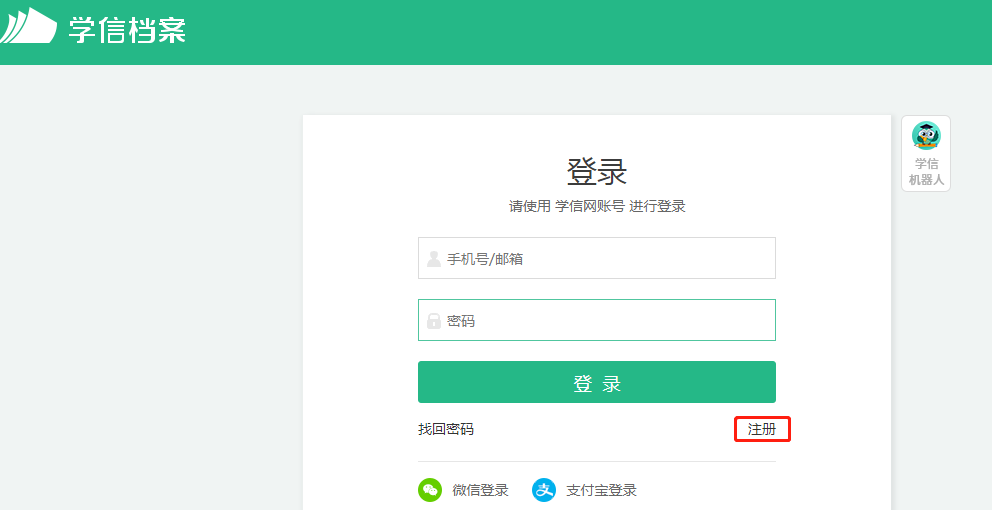 学信档案
登录
请使用 学信网账号 进行登录
学信
机器人
手机号/邮箱
密码
登 录
找回密码
注册
微信登录
支付宝登录